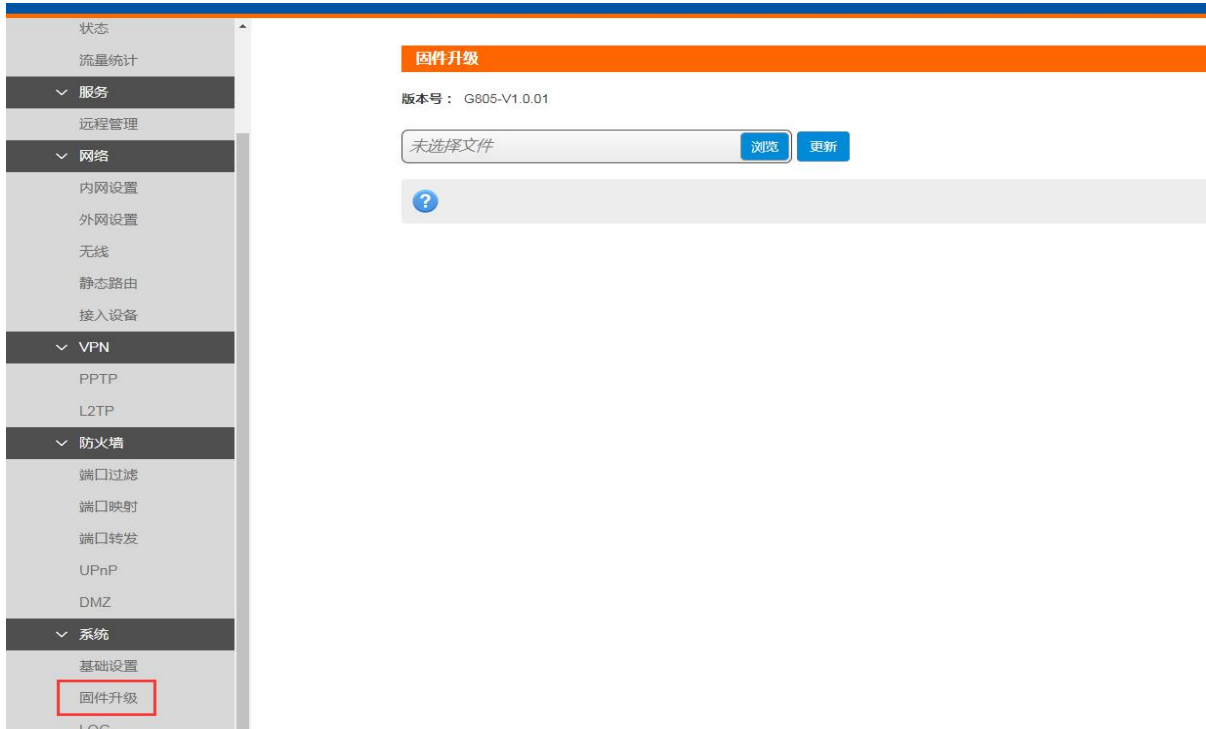 状态
流量统计
服务
远程管理
网络
内网设置
外网设置
无线
静态路由
接入设备
VPN
PPTP
L2TP
防火墙
端口过滤
端口映射
端口转发
UPnP
DMZ
系统
基础设置
固件升级
LOG
固件升级
版本号： G805-V1.0.01
未选择文件 浏览 更新
?